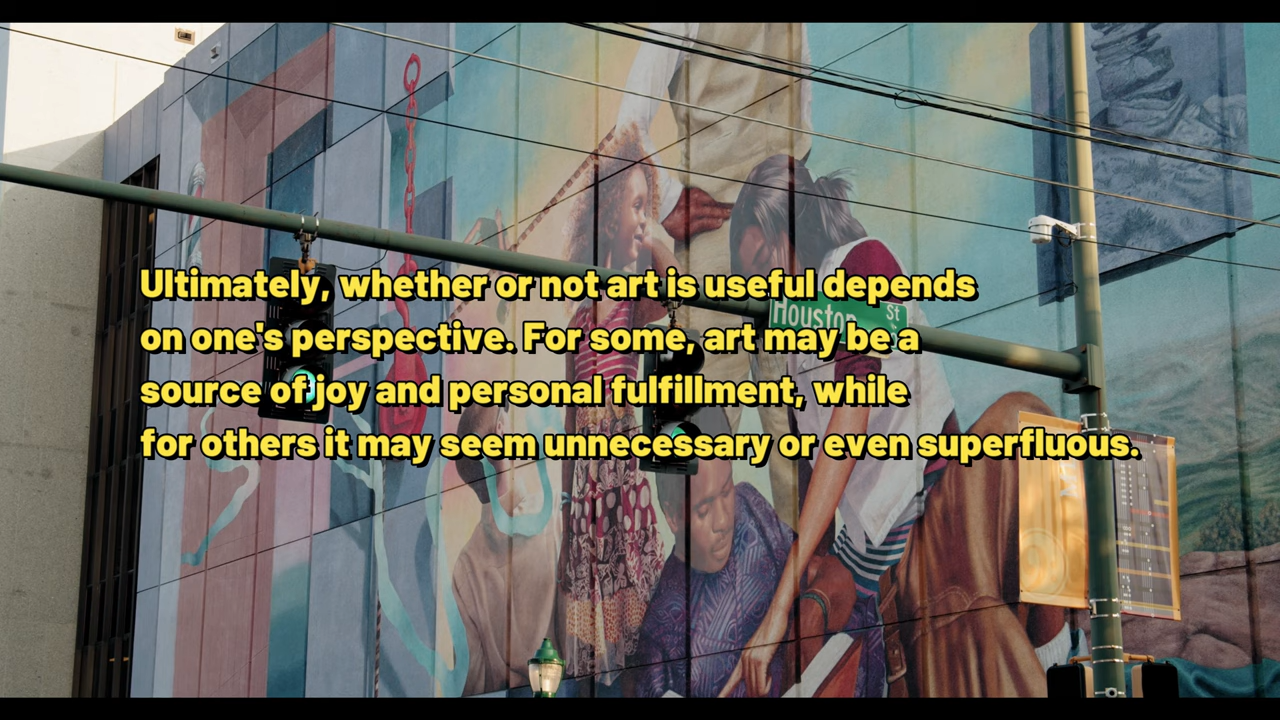 Ultimately, whether or not art is useful depends
on one's perspective. For some, art may be a
source of joy and personal fulfillment, while
for others it may seem unnecessary or even superfluous.
Houston St